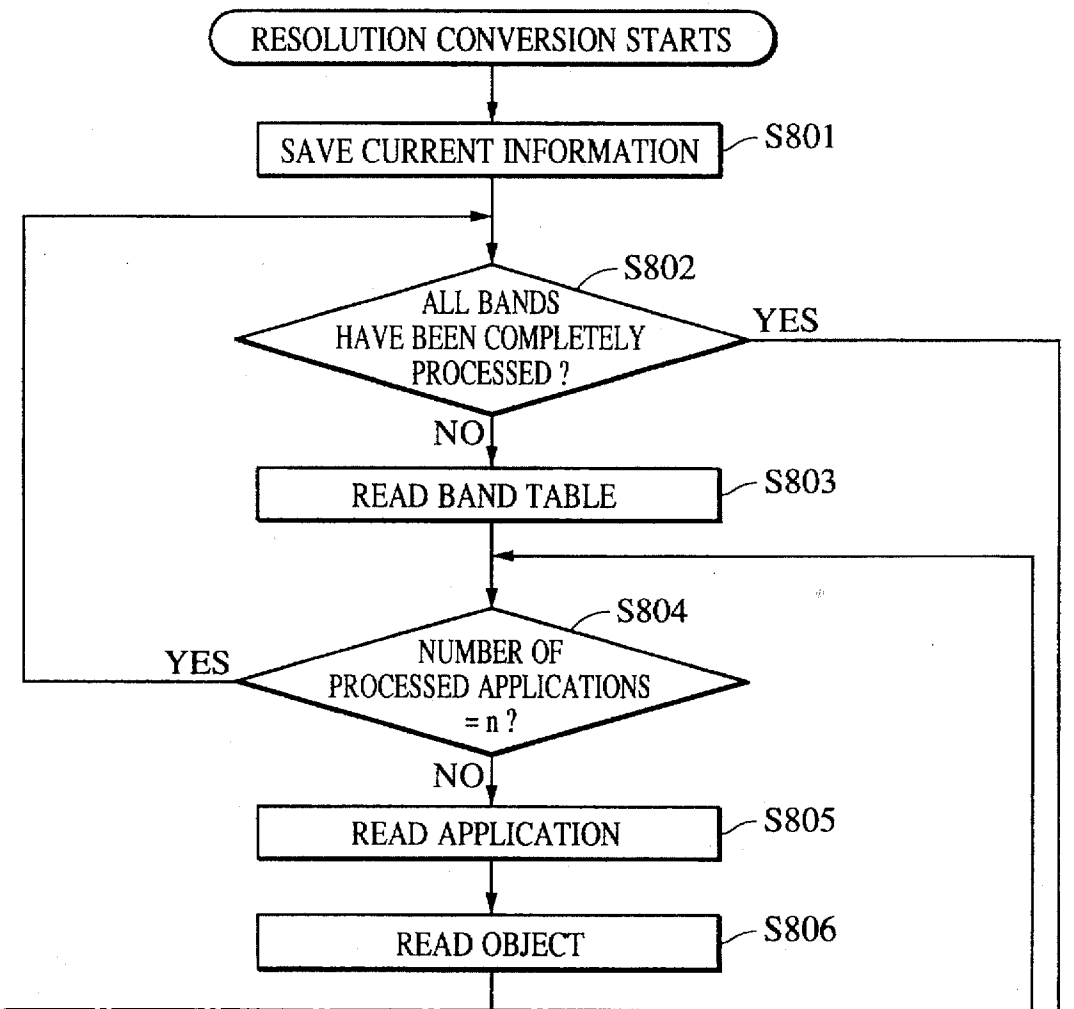 RESOLUTION CONVERSION STARTS
SAVE CURRENT INFORMATION
S801
S802
ALL BANDS
HAVE BEEN COMPLETELY
PROCESSED ?
YES
NO
READ BAND TABLE
S803
S804
NUMBER OF
PROCESSED APPLICATIONS
= n ?
YES
NO
READ APPLICATION
S805
READ OBJECT
S806